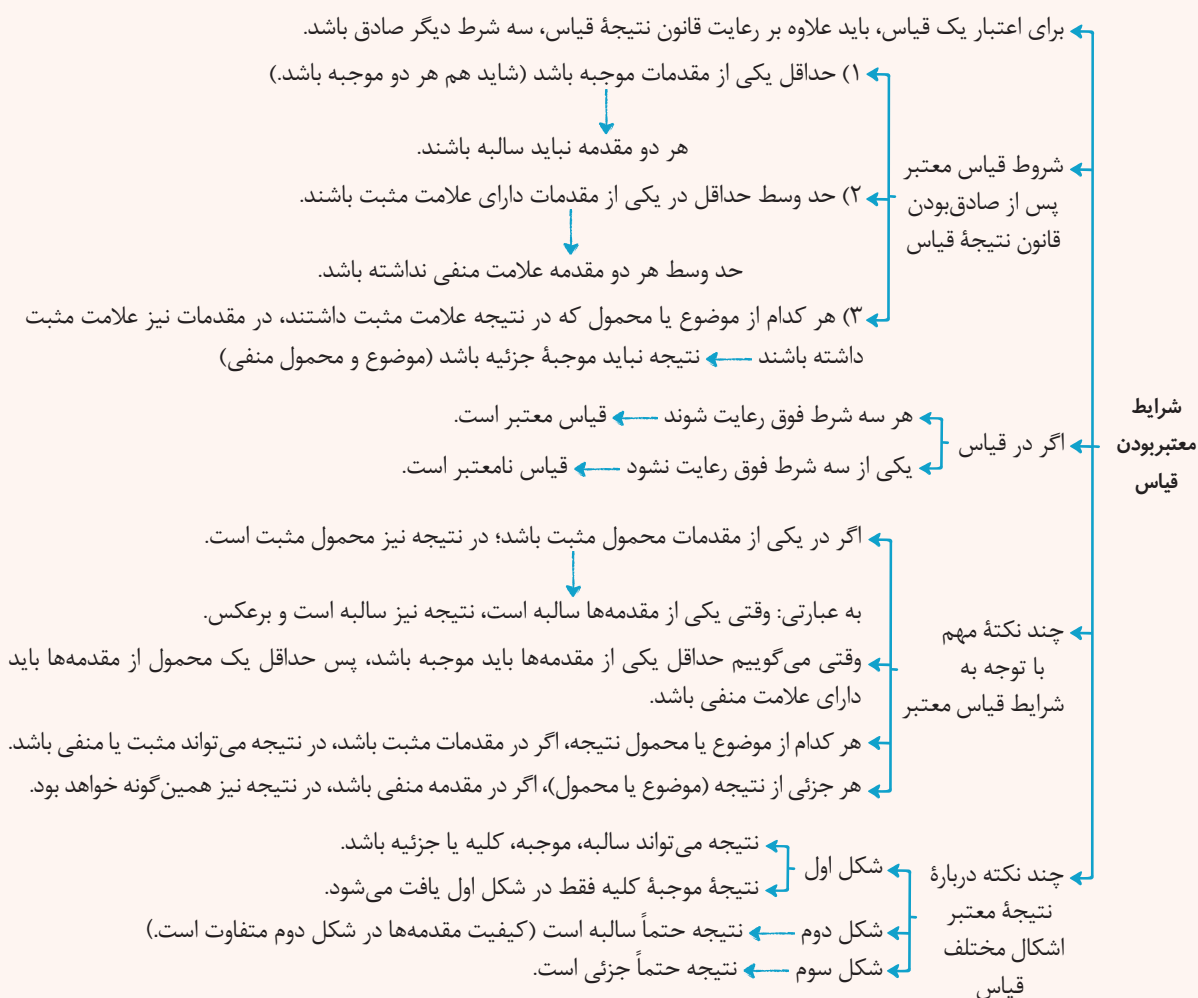 برای اعتبار یک قیاس، باید علاوه بر رعایت قانون نتیجهٔ قیاس، سه شرط دیگر صادق باشد.
شروط قیاس معتبر
پس از صادق‌بودن
قانون نتیجهٔ قیاس
۱) حداقل یکی از مقدمات موجبه باشد (شاید هم هر دو موجبه باشد.)
هر دو مقدمه نباید سالبه باشند.
۲) حد وسط حداقل در یکی از مقدمات دارای علامت مثبت باشند.
حد وسط هر دو مقدمه علامت منفی نداشته باشد.
۳) هر کدام از موضوع یا محمول که در نتیجه علامت مثبت داشتند، در مقدمات نیز علامت مثبت
داشته باشند ← نتیجه نباید موجبهٔ جزئیه باشد (موضوع و محمول منفی)
شرایط
معتبربودن
قیاس
اگر در قیاس
هر سه شرط فوق رعایت شوند ← قیاس معتبر است.
یکی از سه شرط فوق رعایت نشود ← قیاس نامعتبر است.
چند نکتهٔ مهم
با توجه به
شرایط قیاس معتبر
اگر در یکی از مقدمات محمول مثبت باشد؛ در نتیجه نیز محمول مثبت است.
به عبارتی: وقتی یکی از مقدمه‌ها سالبه است، نتیجه نیز سالبه است و برعکس.
وقتی می‌گوییم حداقل یکی از مقدمه‌ها باید موجبه باشد، پس حداقل یک محمول از مقدمه‌ها باید
دارای علامت منفی باشد.
هر کدام از موضوع یا محمول نتیجه، اگر در مقدمات مثبت باشد، در نتیجه می‌تواند مثبت یا منفی باشد.
هر جزئی از نتیجه (موضوع یا محمول)، اگر در مقدمه منفی باشد، در نتیجه نیز همین‌گونه خواهد بود.
چند نکته دربارهٔ
نتیجهٔ معتبر
اشکال مختلف
قیاس
شکل اول
نتیجه می‌تواند سالبه، موجبه، کلیه یا جزئیه باشد.
نتیجهٔ موجبهٔ کلیه فقط در شکل اول یافت می‌شود.
شکل دوم ← نتیجه حتماً سالبه است (کیفیت مقدمه‌ها در شکل دوم متفاوت است.)
شکل سوم ← نتیجه حتماً جزئی است.